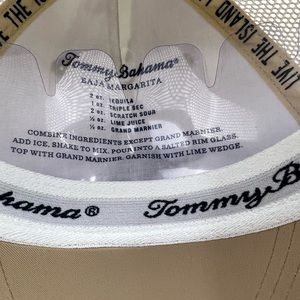 LIVE THE ISLAND
Tommy Bahama®
BAJA MARGARITA
2 oz. TEQUILA
1 oz. TRIPLE SEC
2 oz. SCRATCH SOUR
½ oz. LIME JUICE
½ oz. GRAND MARNIER
COMBINE INGREDIENTS EXCEPT GRAND MARNIER.
ADD ICE. SHAKE TO MIX. POUR INTO A SALTED RIM GLASS.
TOP WITH GRAND MARNIER. GARNISH WITH LIME WEDGE.
ahama® Tommy Ba